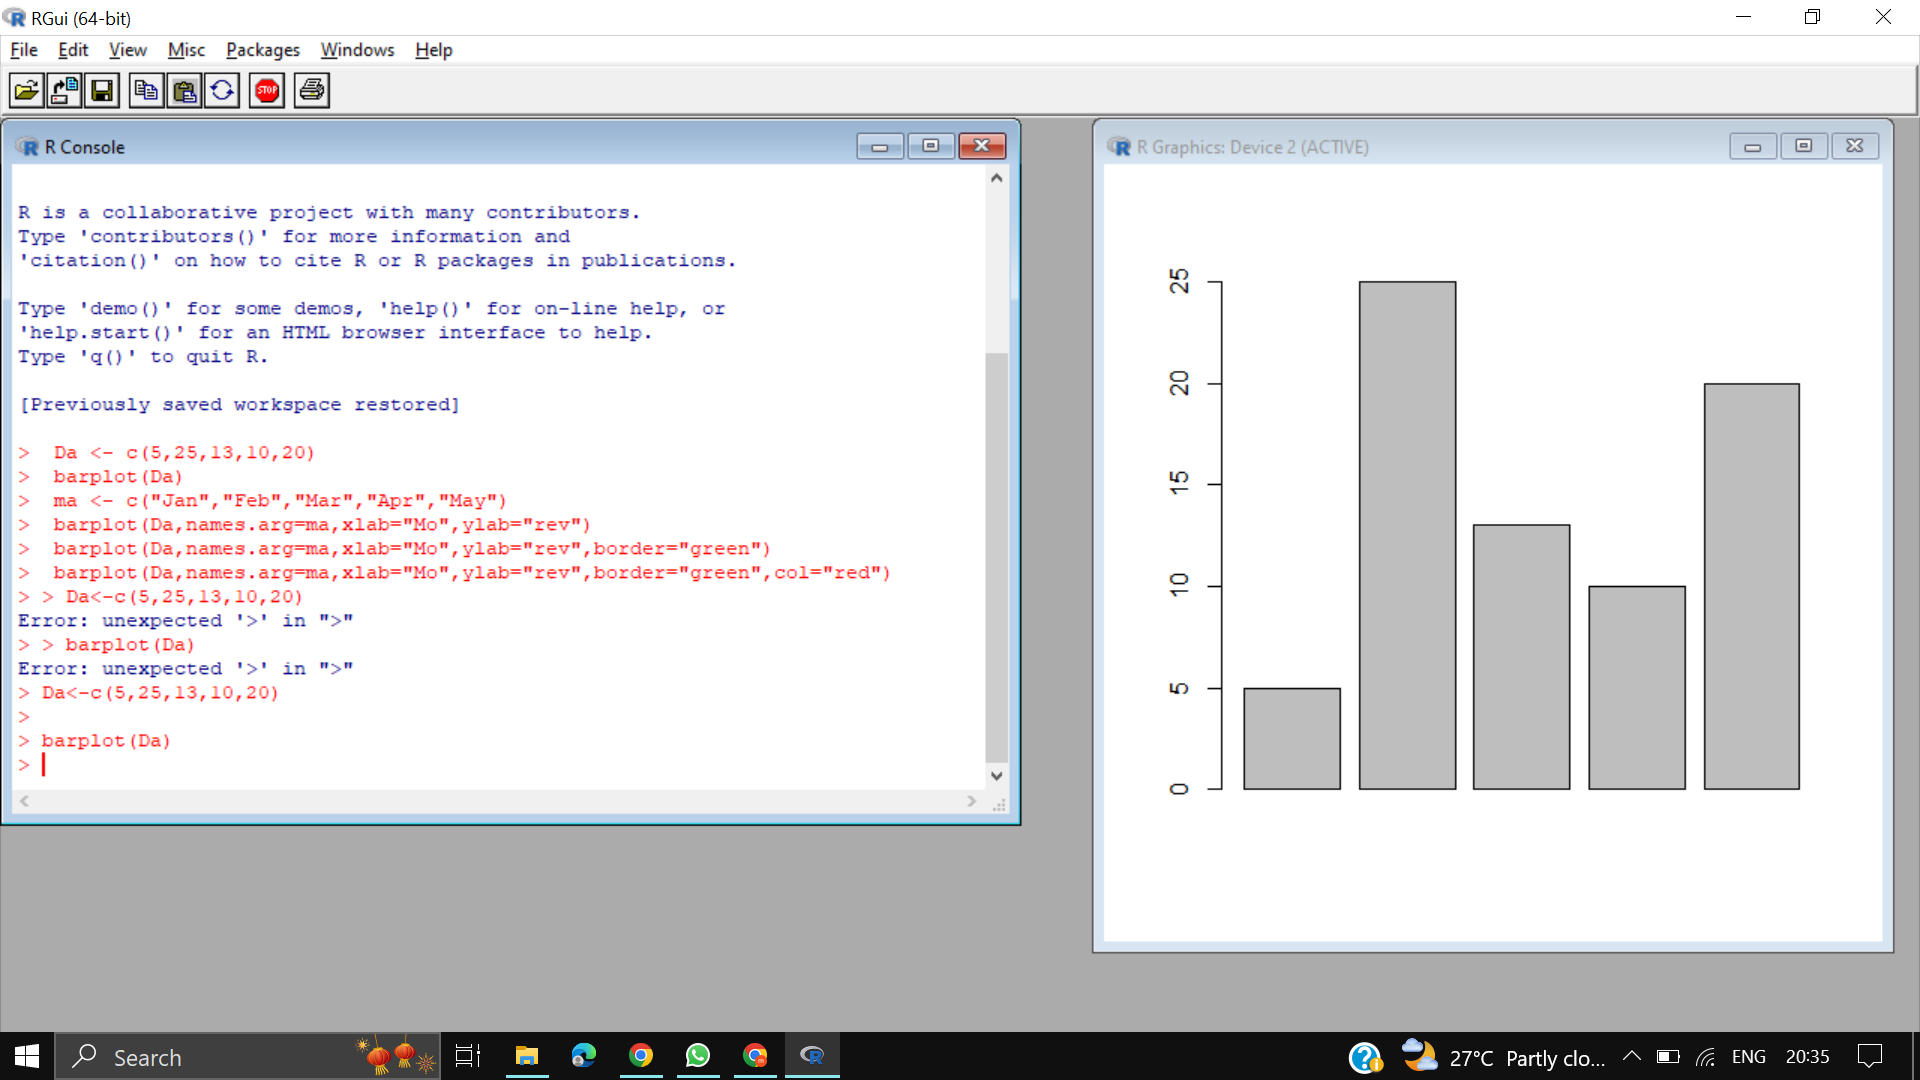 RGui (64-bit)
File Edit View Misc Packages Windows Help
STOP
R Console
R is a collaborative project with many contributors.
Type 'contributors()' for more information and
'citation()' on how to cite R or R packages in publications.
Type 'demo()' for some demos, 'help()' for on-line help, or
'help.start()' for an HTML browser interface to help.
Type 'q()' to quit R.
[Previously saved workspace restored]
>  Da <- c(5,25,13,10,20)
>  barplot(Da)
>  ma <- c("Jan","Feb","Mar","Apr","May")
>  barplot(Da,names.arg=ma,xlab="Mo",ylab="rev")
>  barplot(Da,names.arg=ma,xlab="Mo",ylab="rev",border="green")
>  barplot(Da,names.arg=ma,xlab="Mo",ylab="rev",border="green",col="red")
> > Da<-c(5,25,13,10,20)
Error: unexpected '>' in ">"
> > barplot(Da)
Error: unexpected '>' in ">"
> Da<-c(5,25,13,10,20)
>
> barplot(Da)
>
R Graphics: Device 2 (ACTIVE)
25
20
15
10
5
0
Search
27°C Partly clo...
ENG
20:35